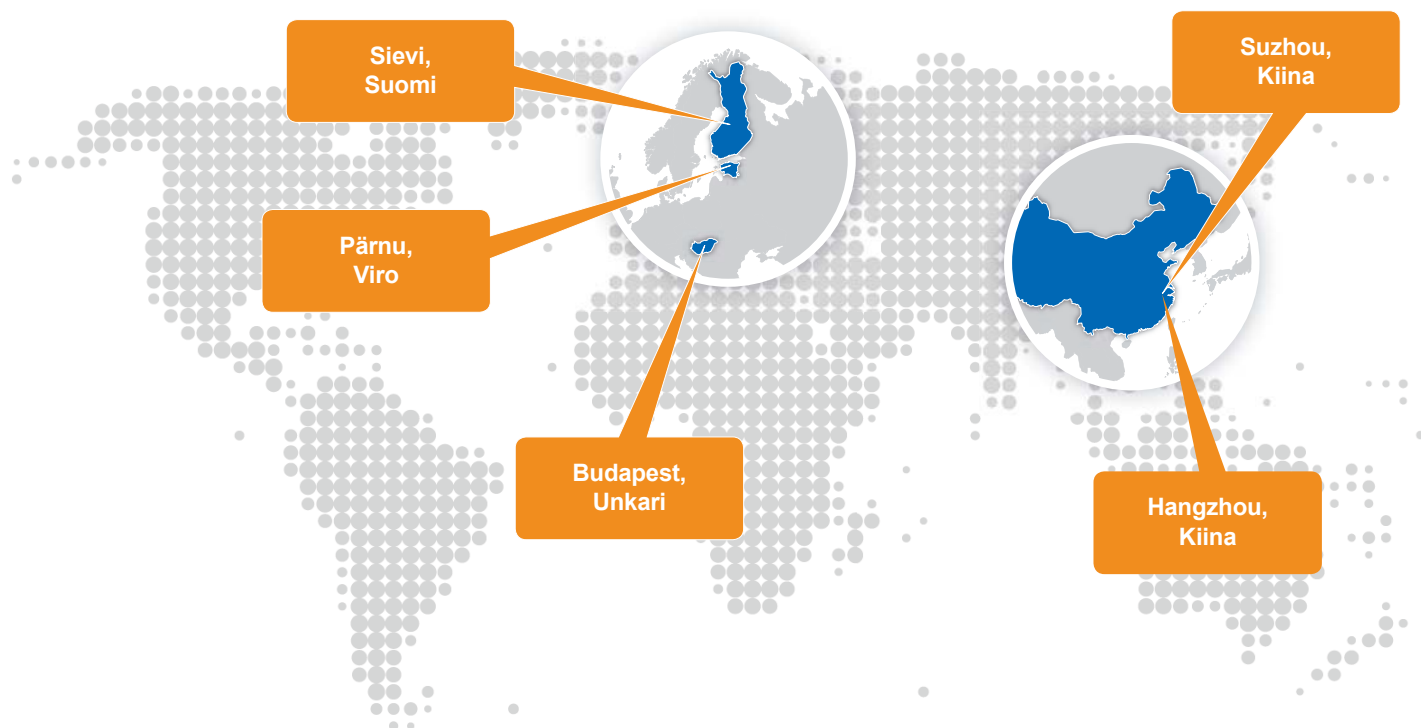 Sievi,
Suomi
Suzhou,
Kiina
Pärnu,
Viro
Budapest,
Unkari
Hangzhou,
Kiina